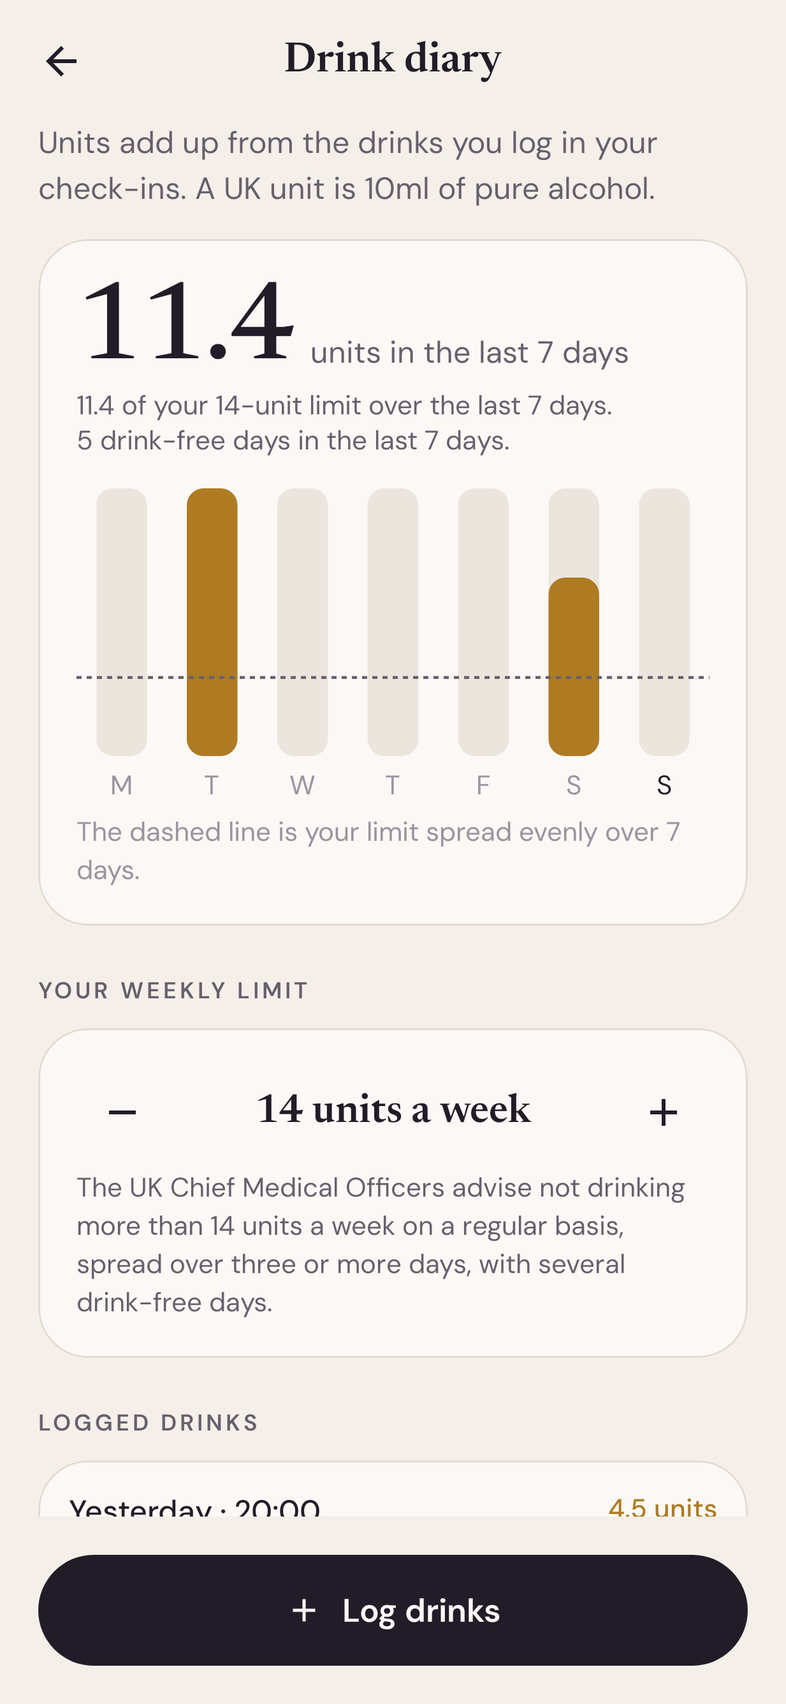 Drink diary
Units add up from the drinks you log in your
check-ins. A UK unit is 10ml of pure alcohol.
11.4 units in the last 7 days
11.4 of your 14-unit limit over the last 7 days.
5 drink-free days in the last 7 days.
M T W T F S S
The dashed line is your limit spread evenly over 7
days.
YOUR WEEKLY LIMIT
− 14 units a week +
The UK Chief Medical Officers advise not drinking
more than 14 units a week on a regular basis,
spread over three or more days, with several
drink-free days.
LOGGED DRINKS
Yesterday · 20:00 4.5 units
+ Log drinks